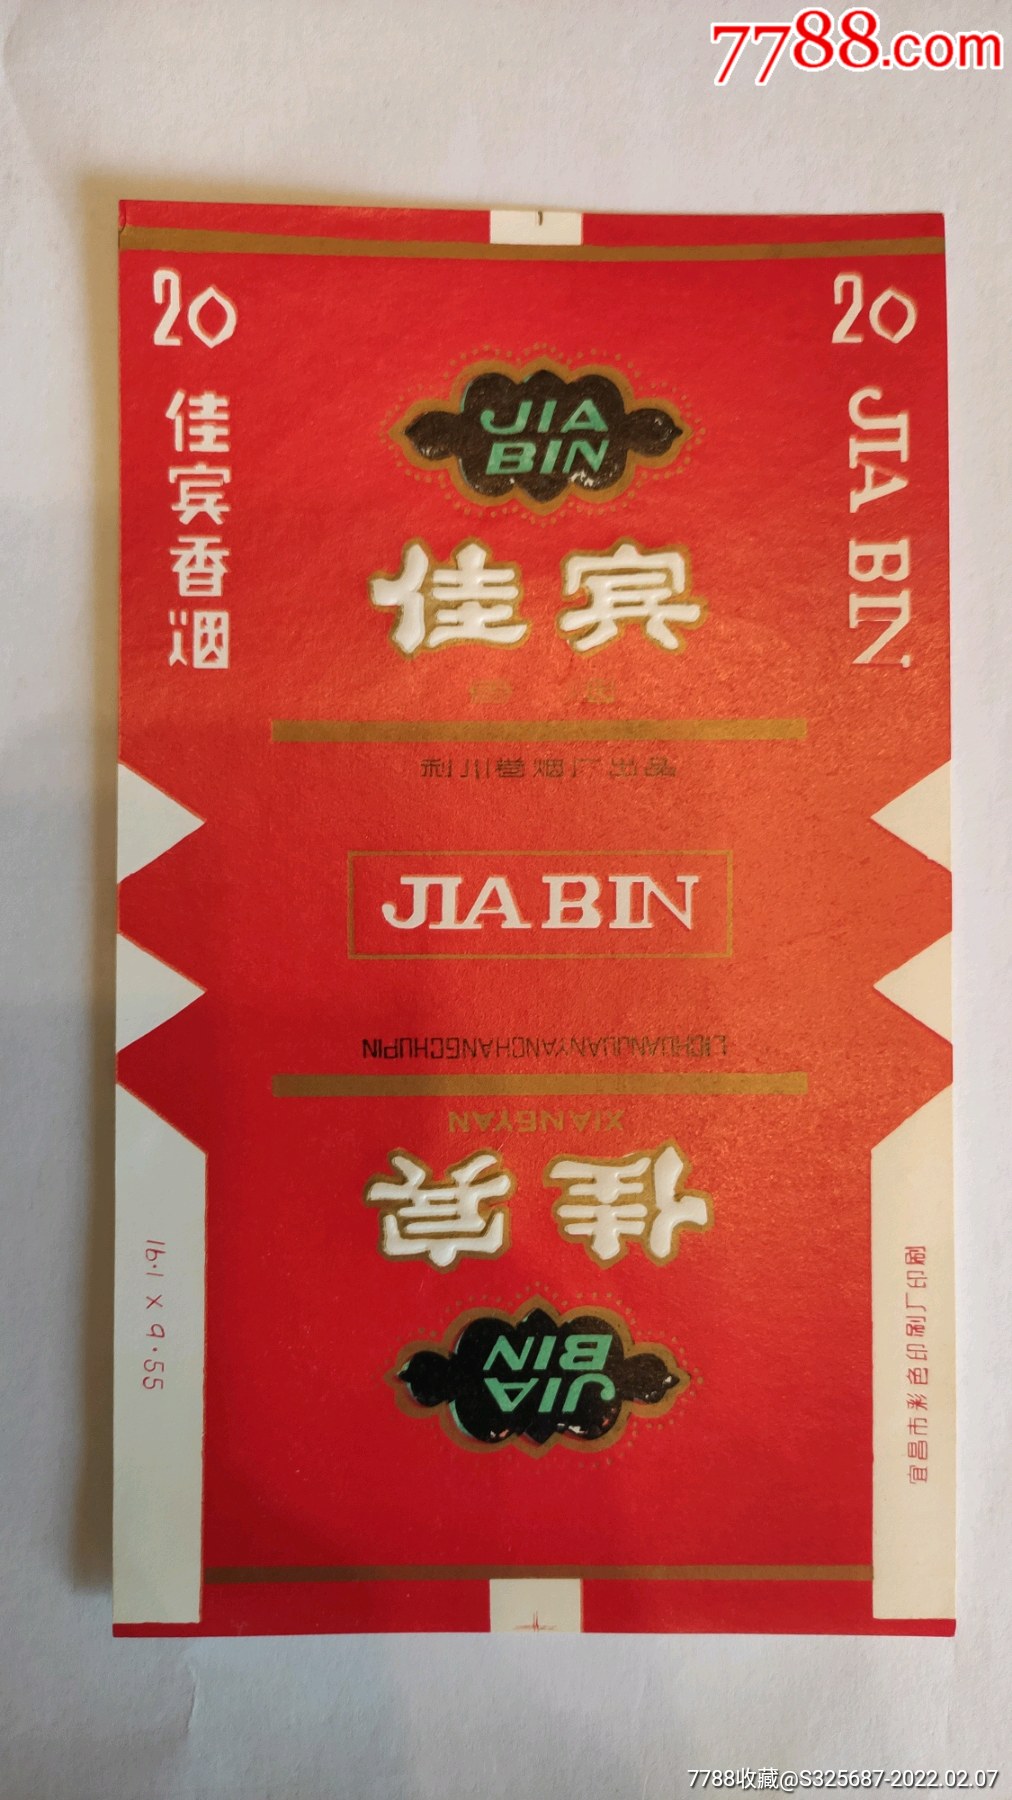 7788.com
20
20
佳宾香烟
JIA BIN
JIA
BIN
佳宾
香烟
利川卷烟厂出品
JIA BIN
LICHUANJUANYANCHANGCHUPIN
XIANGYAN
佳宾
JIA
BIN
16.1 x 9.55
宜昌市彩色印刷厂印刷
7788收藏@S325687-2022.02.07